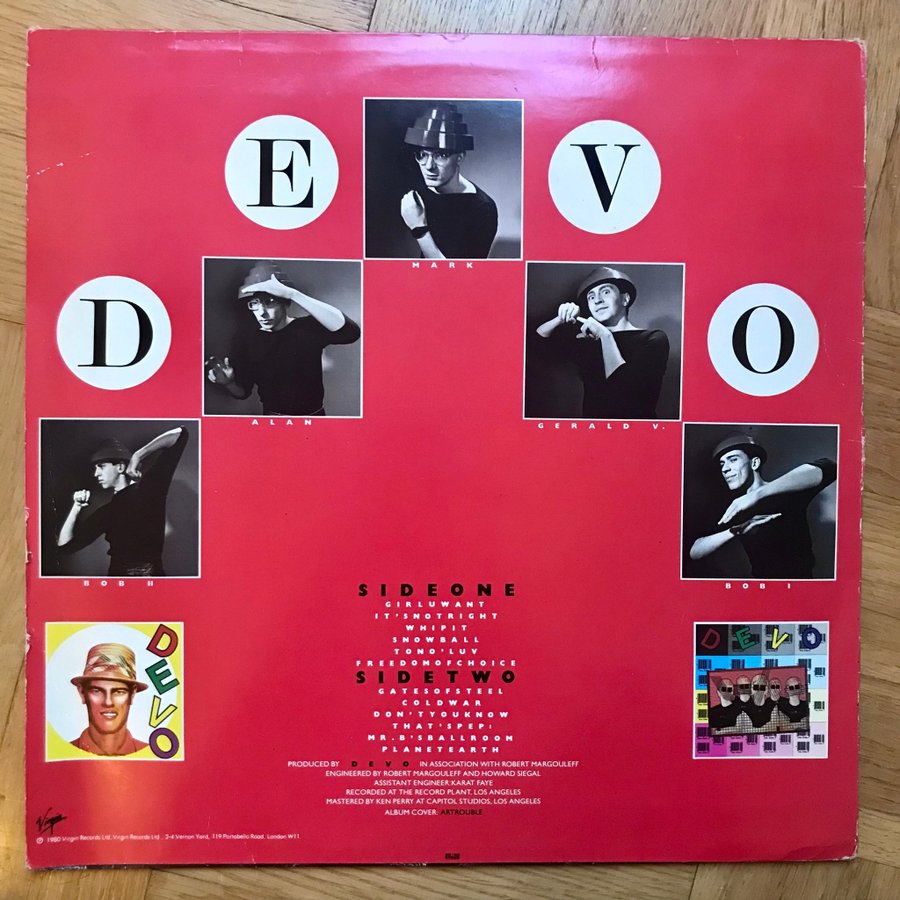 D
E
V
O
MARK
ALAN
GERALD V.
BOB II
BOB I
SIDEONE
GIRLUWANT
IT'SNOTRIGHT
WHIPIT
SNOWBALL
TONO'LUV
FREEDOMOFCHOICE
SIDETWO
GATESOFSTEEL
COLDWAR
DON'TYOUKNOW
THAT'SPEP!
MR.B'SBALLROOM
PLANETEARTH
PRODUCED BY DEVO IN ASSOCIATION WITH ROBERT MARGOULEFF
ENGINEERED BY ROBERT MARGOULEFF AND HOWARD SIEGAL
ASSISTANT ENGINEER: KARAT FAYE
RECORDED AT THE RECORD PLANT, LOS ANGELES
MASTERED BY KEN PERRY AT CAPITOL STUDIOS, LOS ANGELES
ALBUM COVER: ARTROUBLE
DEVO
DEVO
Virgin
℗ 1980 Virgin Records Ltd. Virgin Records Ltd., 2-4 Vernon Yard, 119 Portobello Road, London W11.